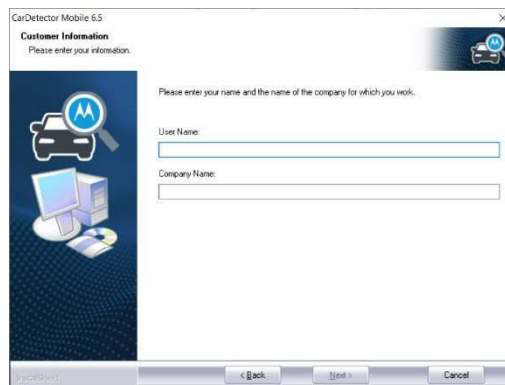 CarDetector Mobile 6.5
Customer Information
Please enter your information.
Please enter your name and the name of the company for which you work.
User Name:
Company Name:
InstallShield
< Back
Next >
Cancel